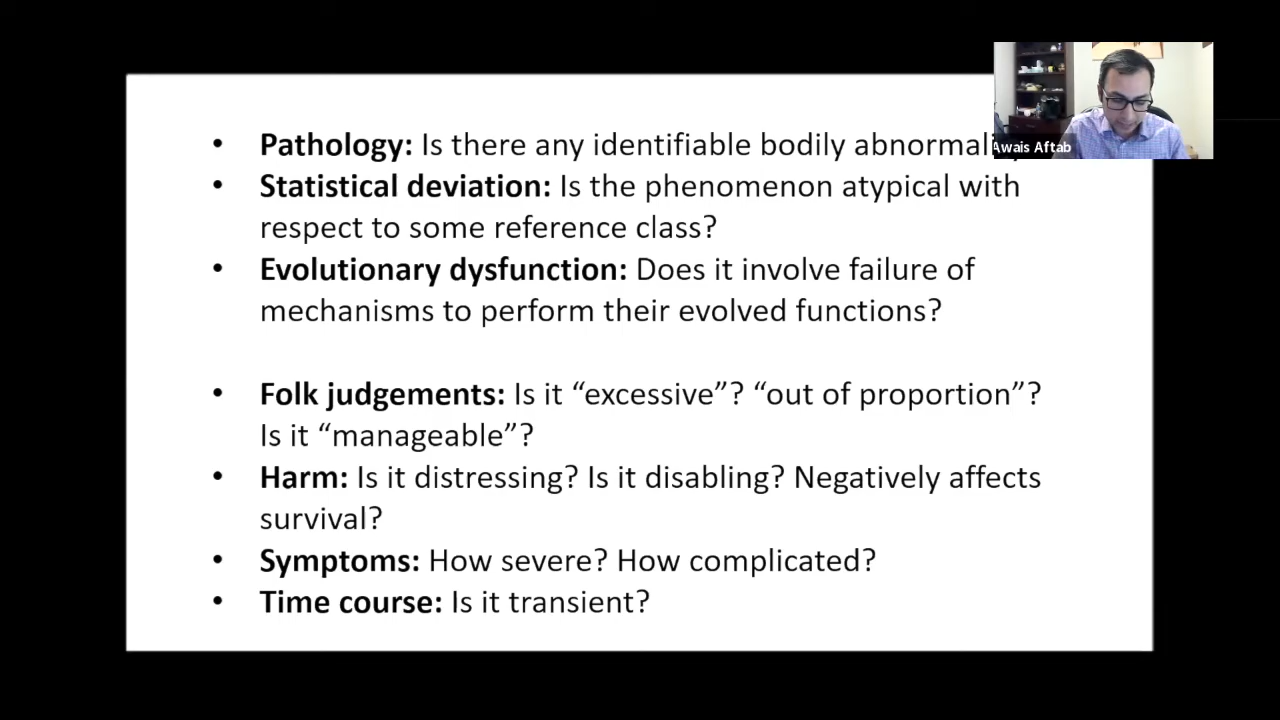 • Pathology: Is there any identifiable bodily
• Statistical deviation: Is the phenomenon atypical with
respect to some reference class?
• Evolutionary dysfunction: Does it involve failure of
mechanisms to perform their evolved functions?
• Folk judgements: Is it “excessive”? “out of proportion”?
Is it “manageable”?
• Harm: Is it distressing? Is it disabling? Negatively affects
survival?
• Symptoms: How severe? How complicated?
• Time course: Is it transient?
Awais Aftab